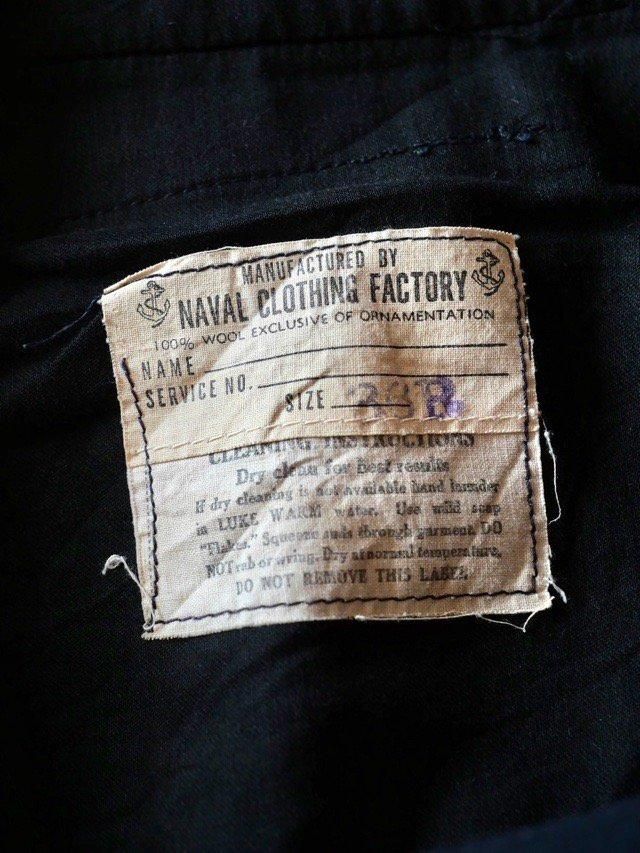 MANUFACTURED BY
NAVAL CLOTHING FACTORY
100% WOOL EXCLUSIVE OF ORNAMENTATION
NAME
SERVICE NO.
SIZE
CLEANING INSTRUCTIONS
Dry clean for best results
If dry cleaning is not available hand launder
in LUKE WARM water. Use mild soap
"Flakes." Squeeze suds through garment. DO
NOT rub or wring. Dry at normal temperature.
DO NOT REMOVE THIS LABEL